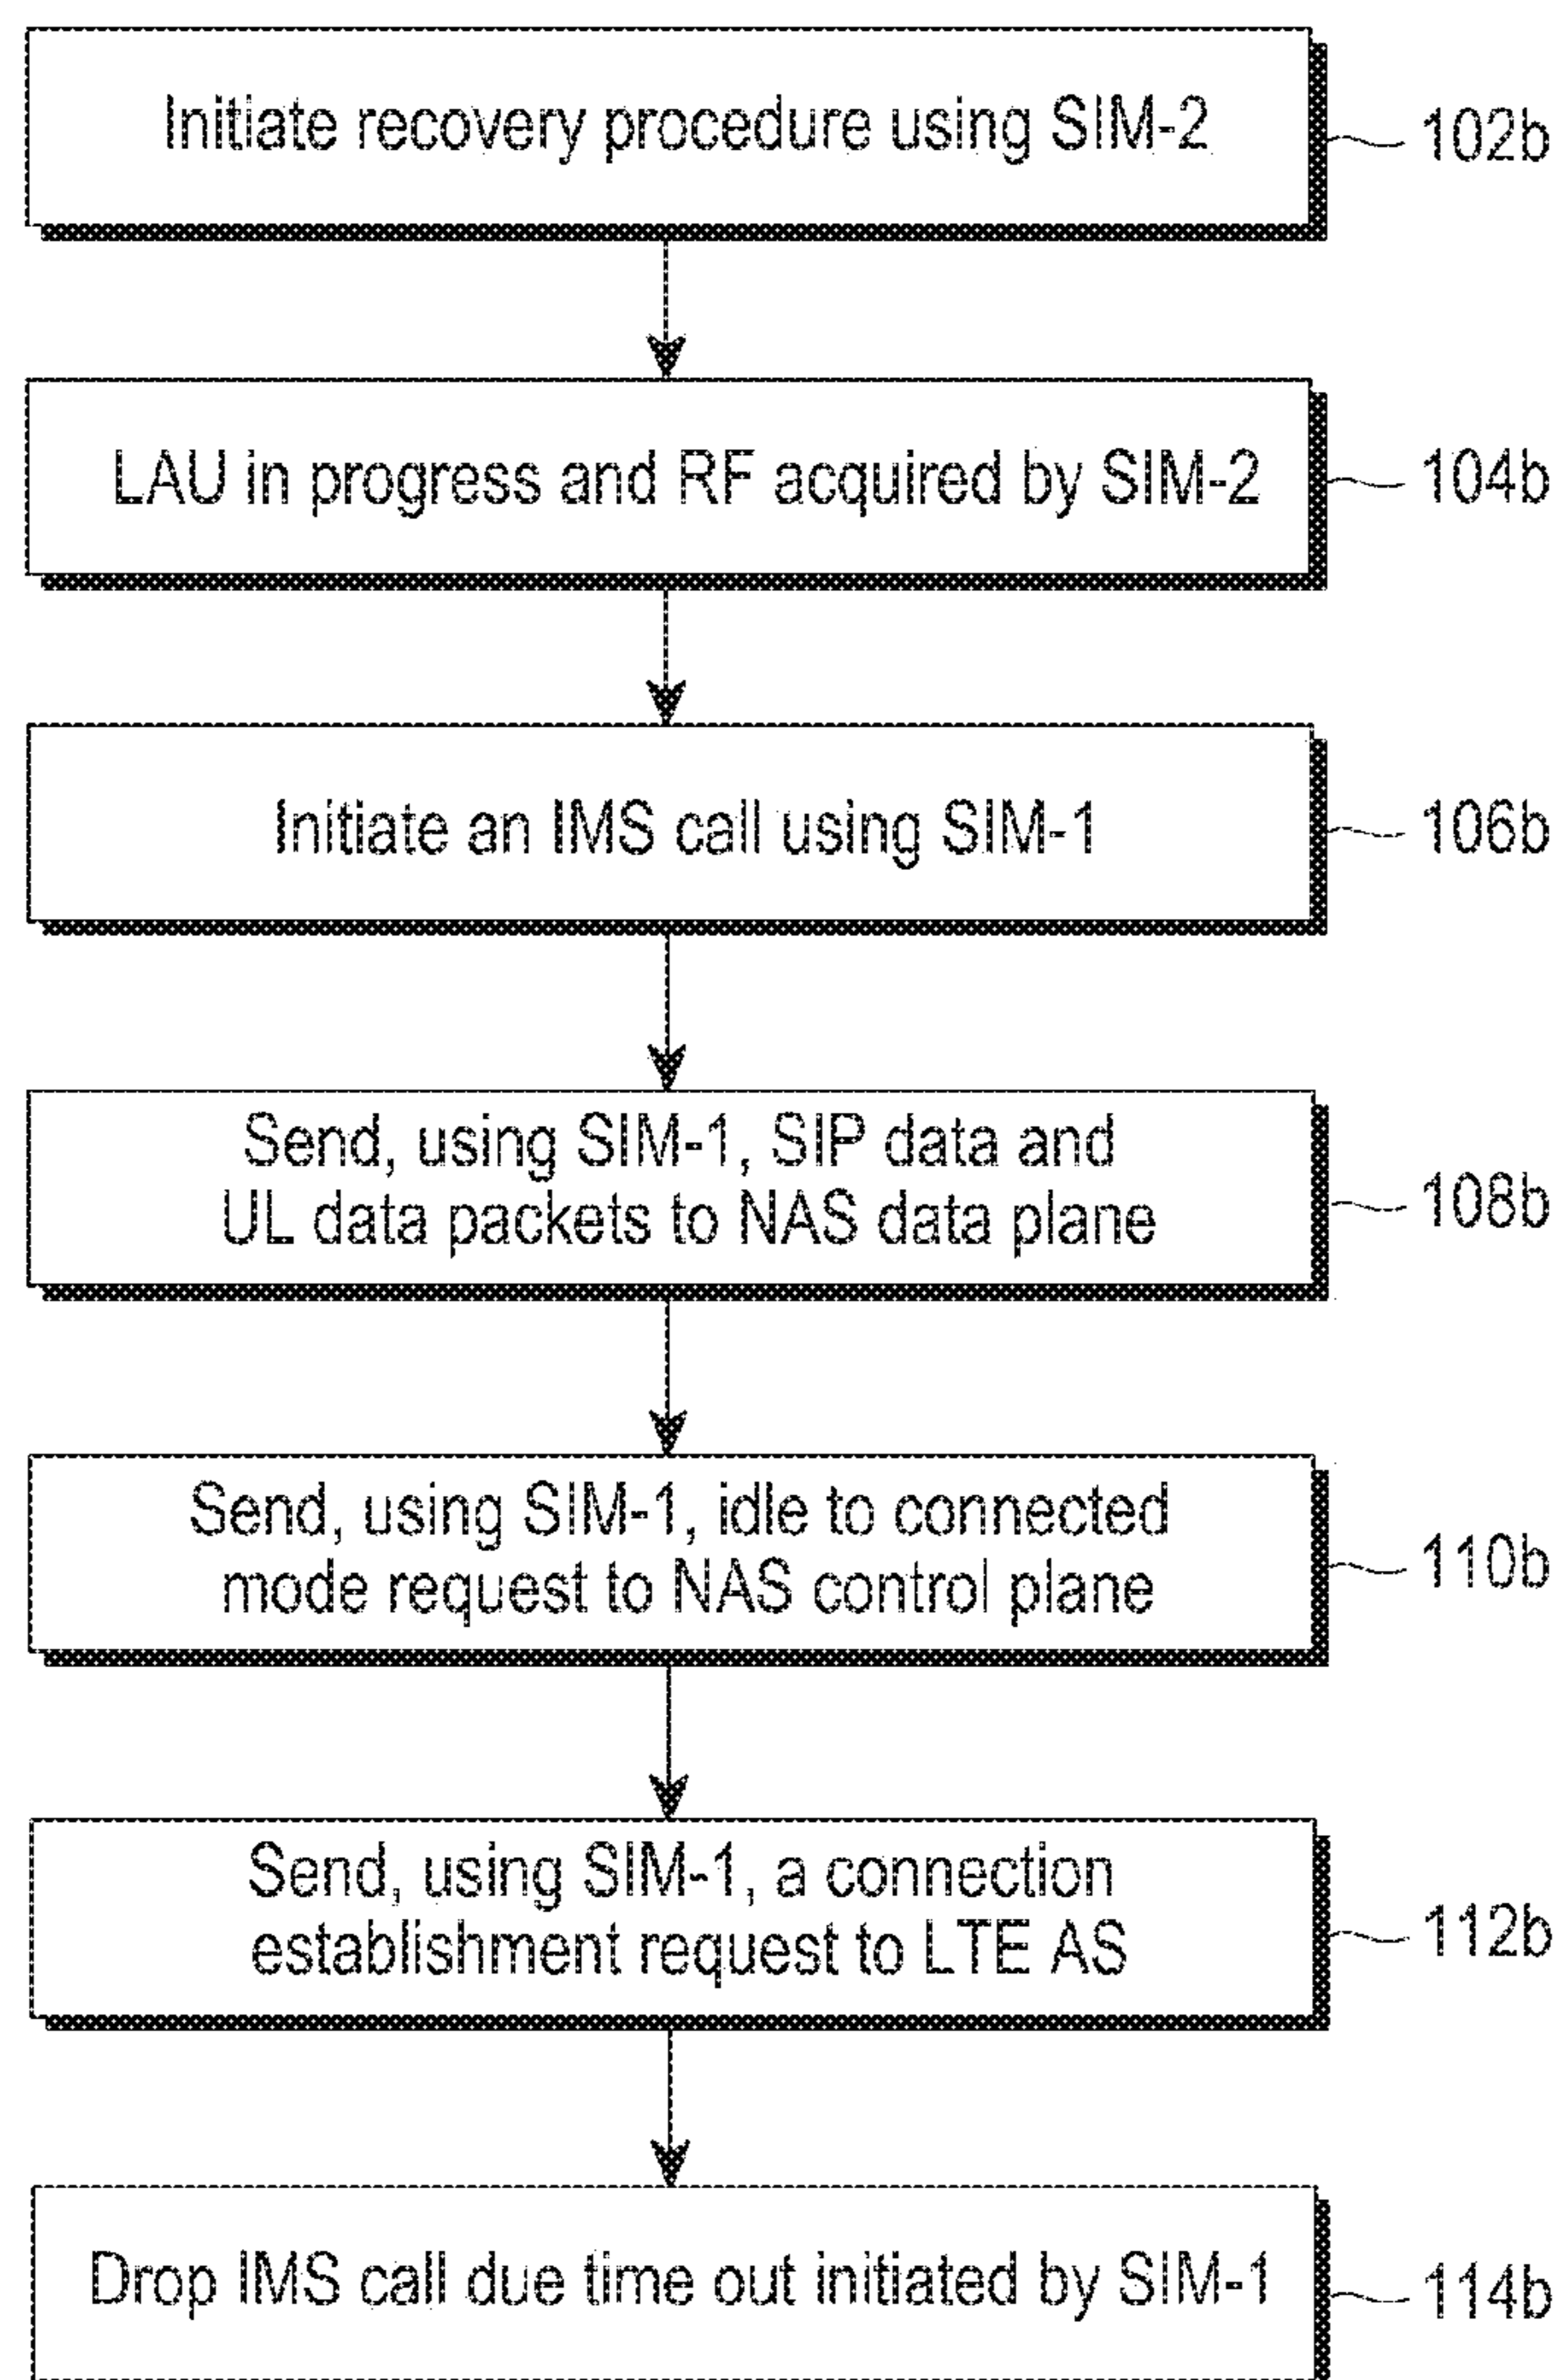 Initiate recovery procedure using SIM-2
102b
LAU in progress and RF acquired by SIM-2
104b
Initiate an IMS call using SIM-1
106b
Send, using SIM-1, SIP data and
UL data packets to NAS data plane
108b
Send, using SIM-1, idle to connected
mode request to NAS control plane
110b
Send, using SIM-1, a connection
establishment request to LTE AS
112b
Drop IMS call due time out initiated by SIM-1
114b